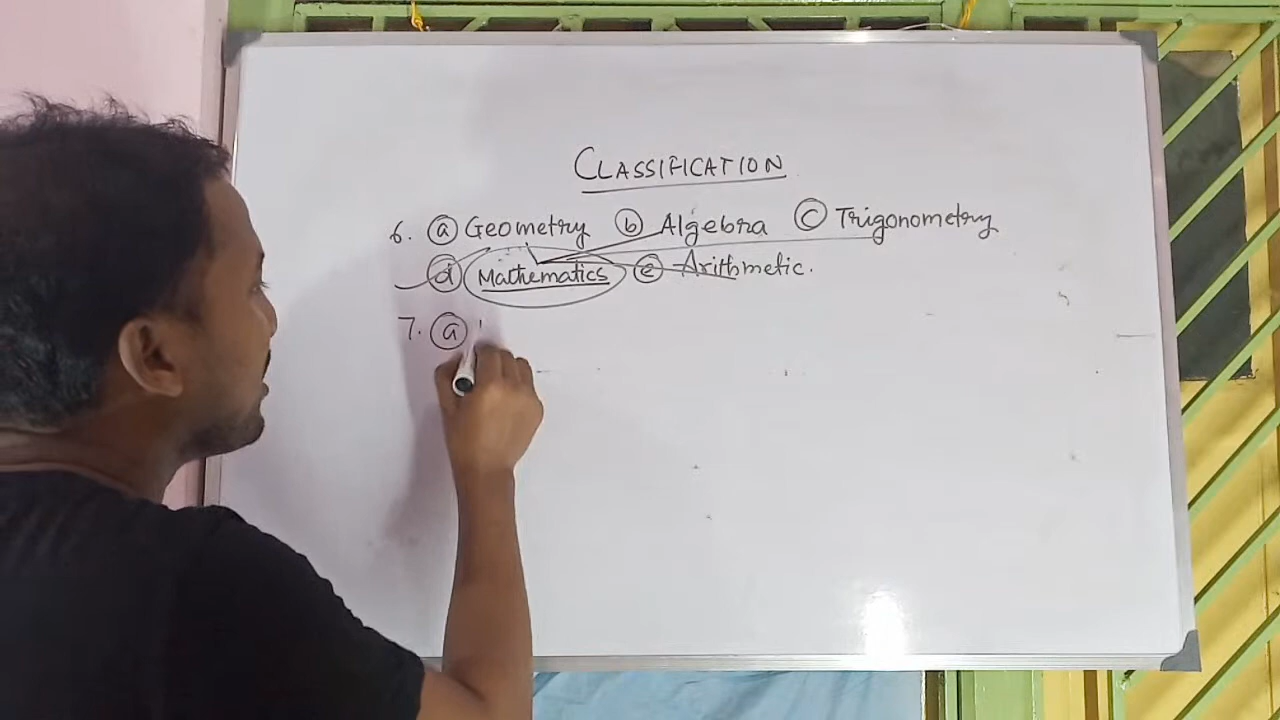 CLASSIFICATION
6. (a) Geometry (b) Algebra (c) Trigonometry
(d) Mathematics (e) Arithmetic.
7. (a)